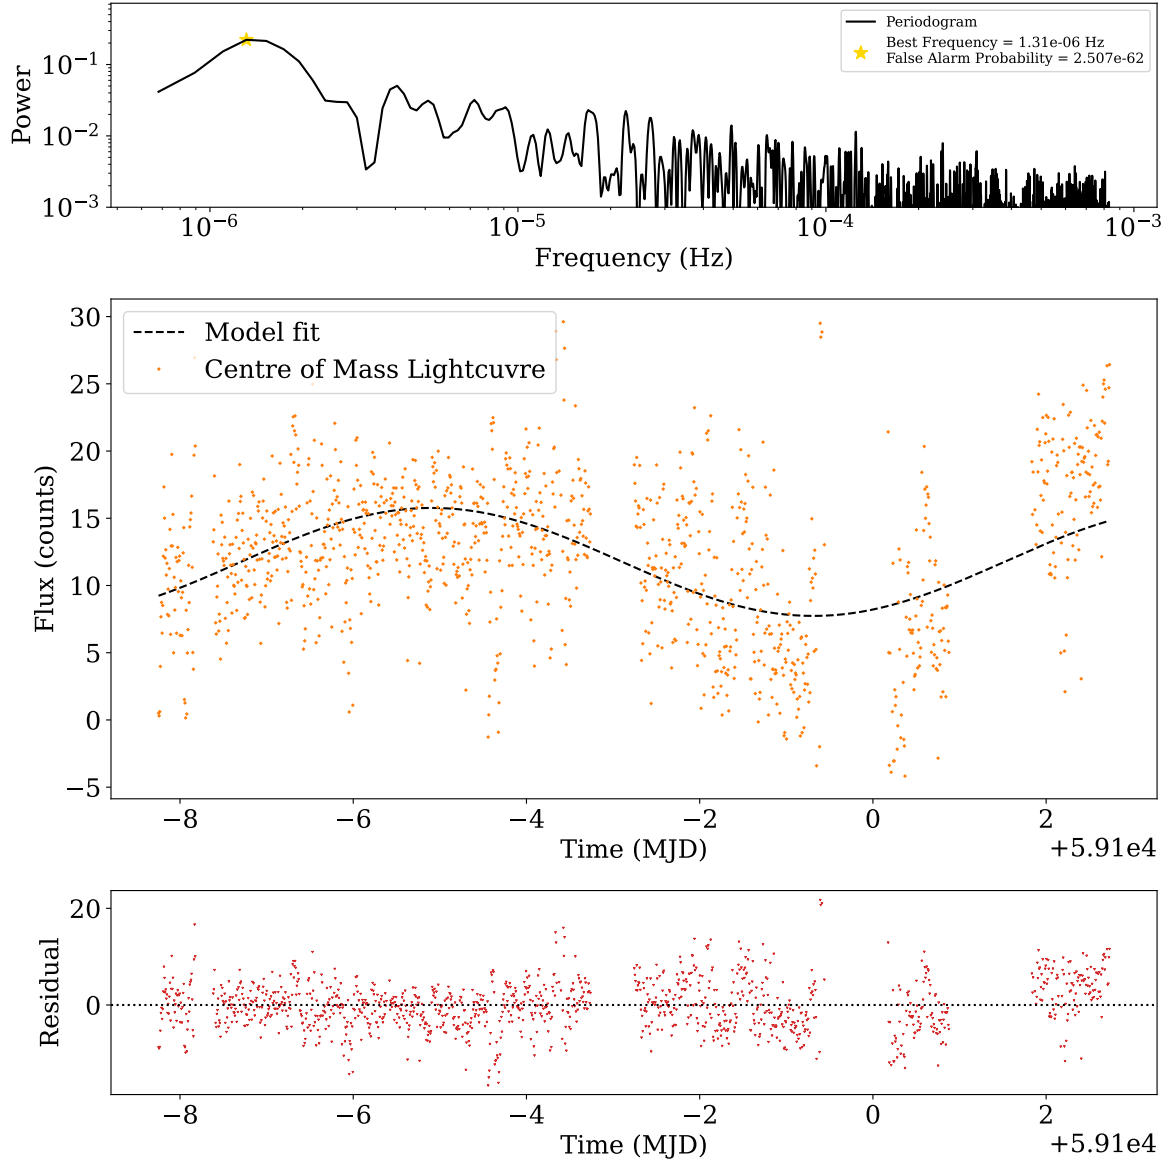 Power
10⁻¹
10⁻²
10⁻³
Periodogram
Best Frequency = 1.31e-06 Hz
False Alarm Probability = 2.507e-62
10⁻⁶ 10⁻⁵ 10⁻⁴ 10⁻³
Frequency (Hz)
Flux (counts)
30
25
20
15
10
5
0
−5
Model fit
Centre of Mass Lightcuvre
−8 −6 −4 −2 0 2
Time (MJD)
+5.91e4
Residual
20
0
−8 −6 −4 −2 0 2
Time (MJD)
+5.91e4